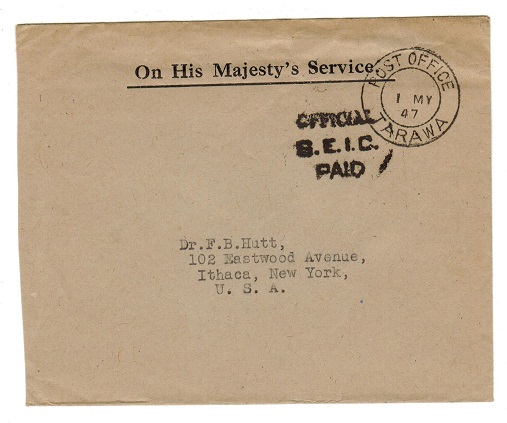 On His Majesty's Service.
POST OFFICE
1 MY
47
TARAWA
OFFICIAL
G.E.I.C.
PAID
Dr.F.B.Hutt,
102 Eastwood Avenue,
Ithaca, New York,
U. S. A.